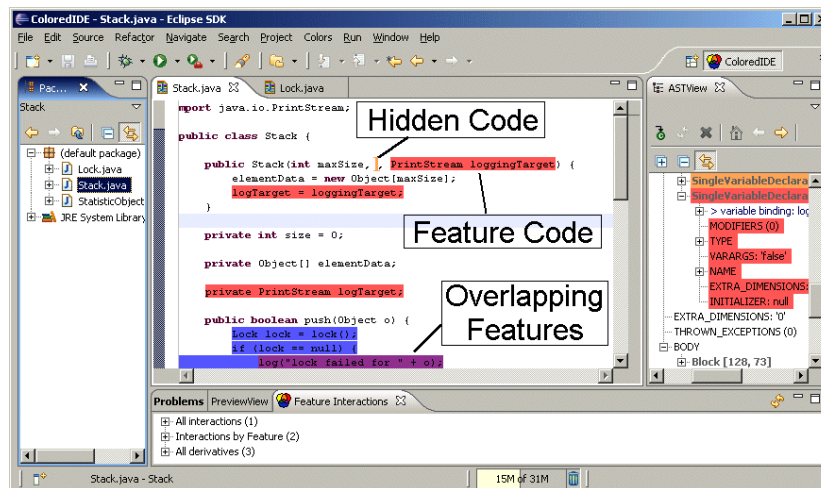 ColoredIDE - Stack.java - Eclipse SDK
File Edit Source Refactor Navigate Search Project Colors Run Window Help
ColoredIDE
Pac...
Stack
(default package)
Lock.java
Stack.java
StatisticObject
JRE System Library
Stack.java Lock.java
import java.io.PrintStream;
public class Stack {
public Stack(int maxSize, , PrintStream loggingTarget) {
elementData = new Object[maxSize];
logTarget = loggingTarget;
}
private int size = 0;
private Object[] elementData;
private PrintStream logTarget;
public boolean push(Object o) {
Lock lock = lock();
if (lock == null) {
log("lock failed for " + o);
Hidden Code
Feature Code
Overlapping
Features
ASTView
SingleVariableDeclara
SingleVariableDeclara
> variable binding: log
MODIFIERS (0)
TYPE
VARARGS: 'false'
NAME
EXTRA_DIMENSIONS:
INITIALIZER: null
EXTRA_DIMENSIONS: '0'
THROWN_EXCEPTIONS (0)
BODY
Block [128, 73]
Problems PreviewView Feature Interactions
All interactions (1)
Interactions by Feature (2)
All derivatives (3)
Stack.java - Stack
15M of 31M